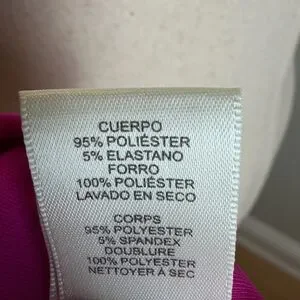 CUERPO
95% POLIÉSTER
5% ELASTANO
FORRO
100% POLIÉSTER
LAVADO EN SECO
CORPS
95% POLYESTER
5% SPANDEX
DOUBLURE
100% POLYESTER
NETTOYER À SEC